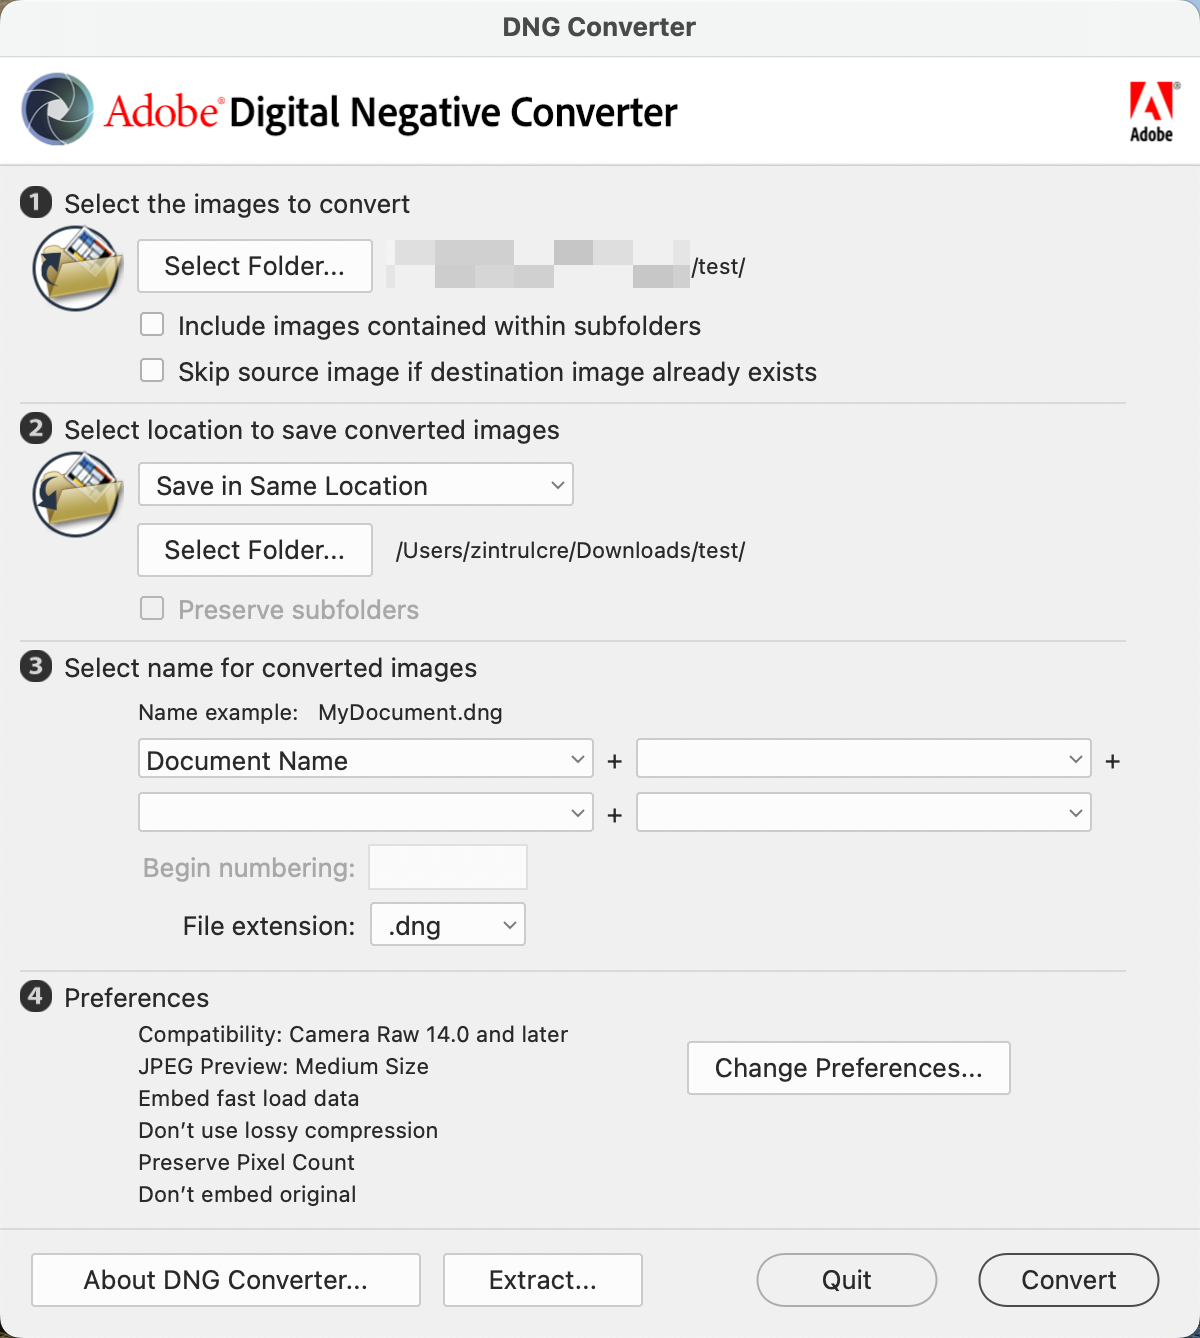 DNG Converter
Adobe® Digital Negative Converter
Adobe®
1 Select the images to convert
Select Folder... /test/
Include images contained within subfolders
Skip source image if destination image already exists
2 Select location to save converted images
Save in Same Location
Select Folder... /Users/zintrulcre/Downloads/test/
Preserve subfolders
3 Select name for converted images
Name example: MyDocument.dng
Document Name + +
+
Begin numbering:
File extension: .dng
4 Preferences
Compatibility: Camera Raw 14.0 and later
JPEG Preview: Medium Size
Change Preferences...
Embed fast load data
Don’t use lossy compression
Preserve Pixel Count
Don’t embed original
About DNG Converter... Extract... Quit Convert